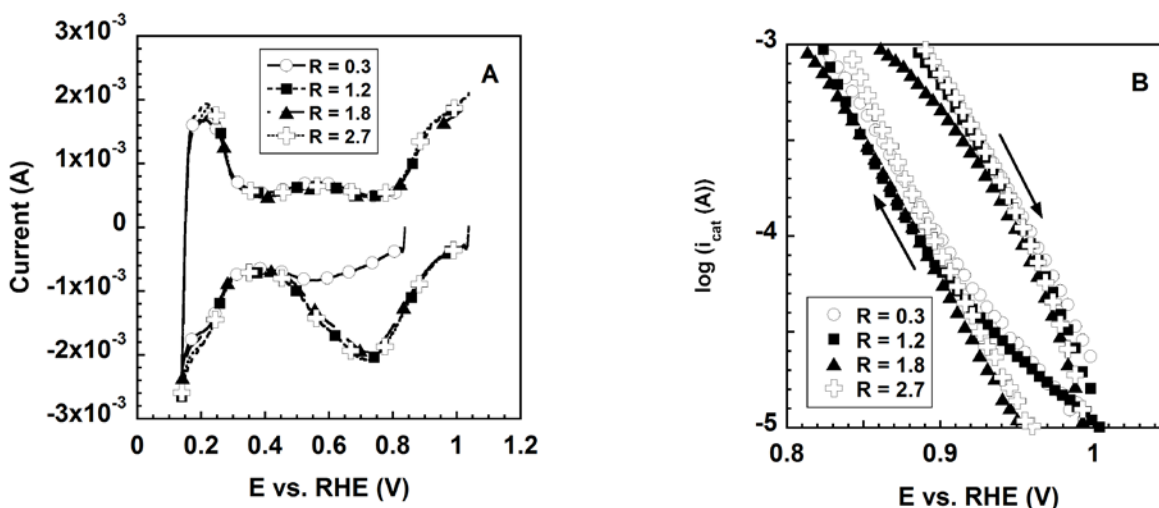 3x10-3
2x10-3
1x10-3
0
-1x10-3
-2x10-3
-3x10-3
Current (A)
R = 0.3
R = 1.2
R = 1.8
R = 2.7
A
0 0.2 0.4 0.6 0.8 1 1.2
E vs. RHE (V)
-3
-4
-5
log (icat (A))
B
R = 0.3
R = 1.2
R = 1.8
R = 2.7
0.8 0.9 1
E vs. RHE (V)